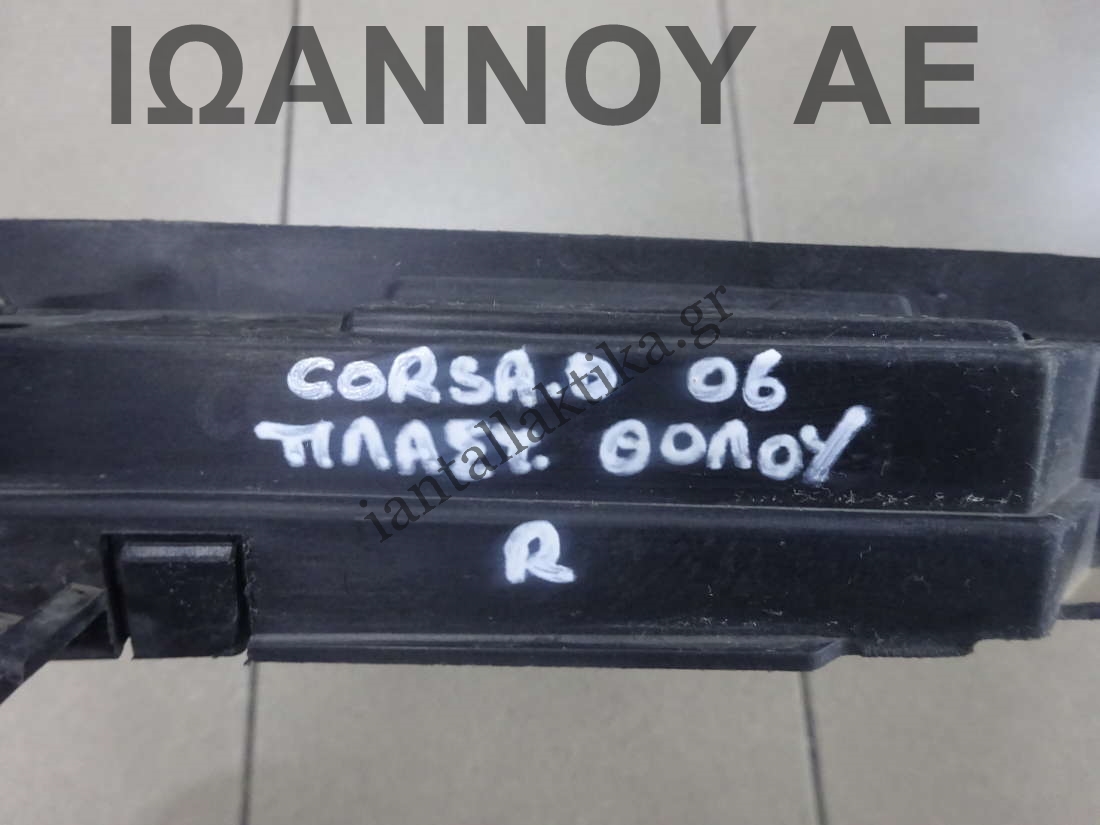 ΙΩΑΝΝΟΥ ΑΕ
CORSA.D 06
ΠΛΑΣΤ. ΘΟΛΟΥ
R
iantallaktika.gr